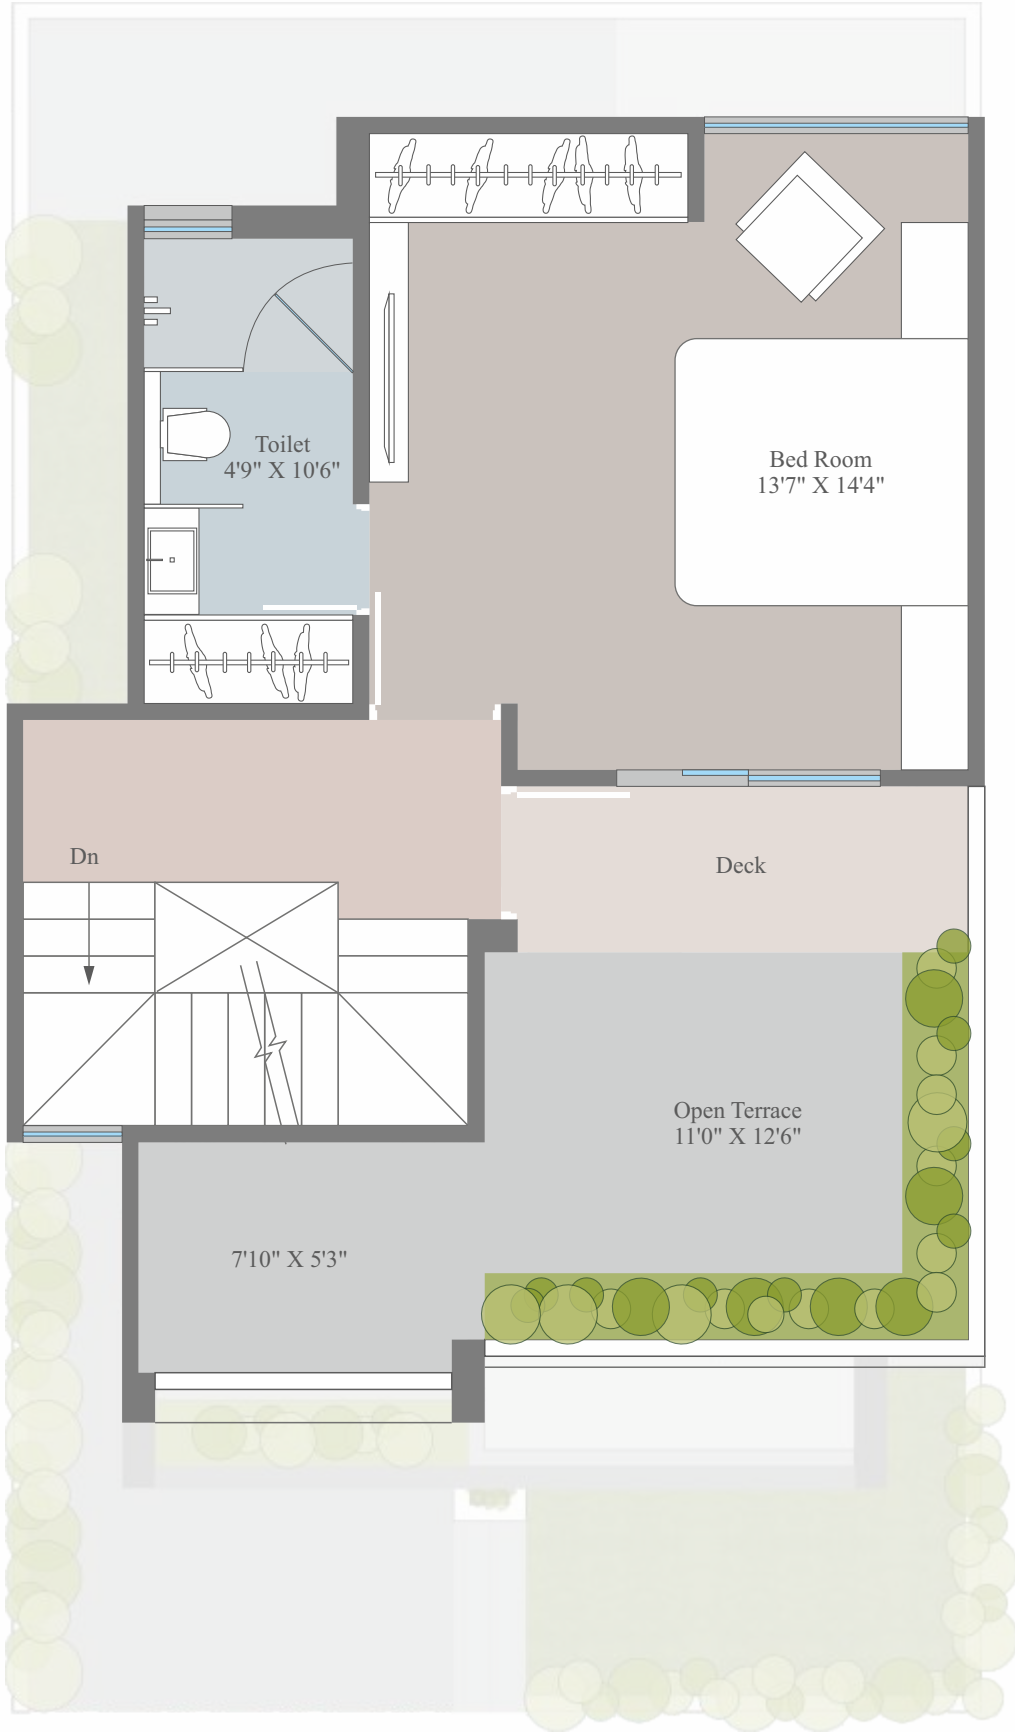 Toilet
4'9" X 10'6"
Bed Room
13'7" X 14'4"
Dn
Deck
Open Terrace
11'0" X 12'6"
7'10" X 5'3"